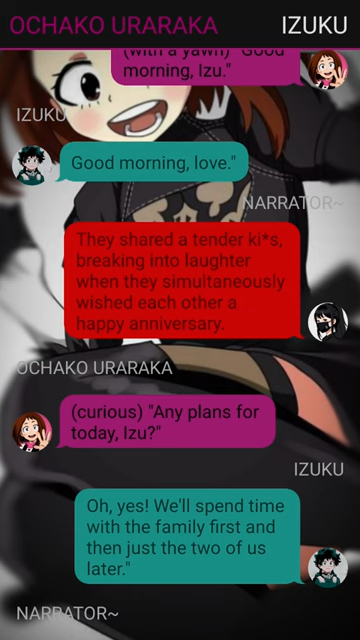 OCHAKO URARAKA IZUKU
(with a yawn) "Good
morning, Izu."
IZUKU
Good morning, love."
NARRATOR~
They shared a tender ki*s,
breaking into laughter
when they simultaneously
wished each other a
happy anniversary.
OCHAKO URARAKA
(curious) "Any plans for
today, Izu?"
IZUKU
Oh, yes! We'll spend time
with the family first and
then just the two of us
later."
NARRATOR~